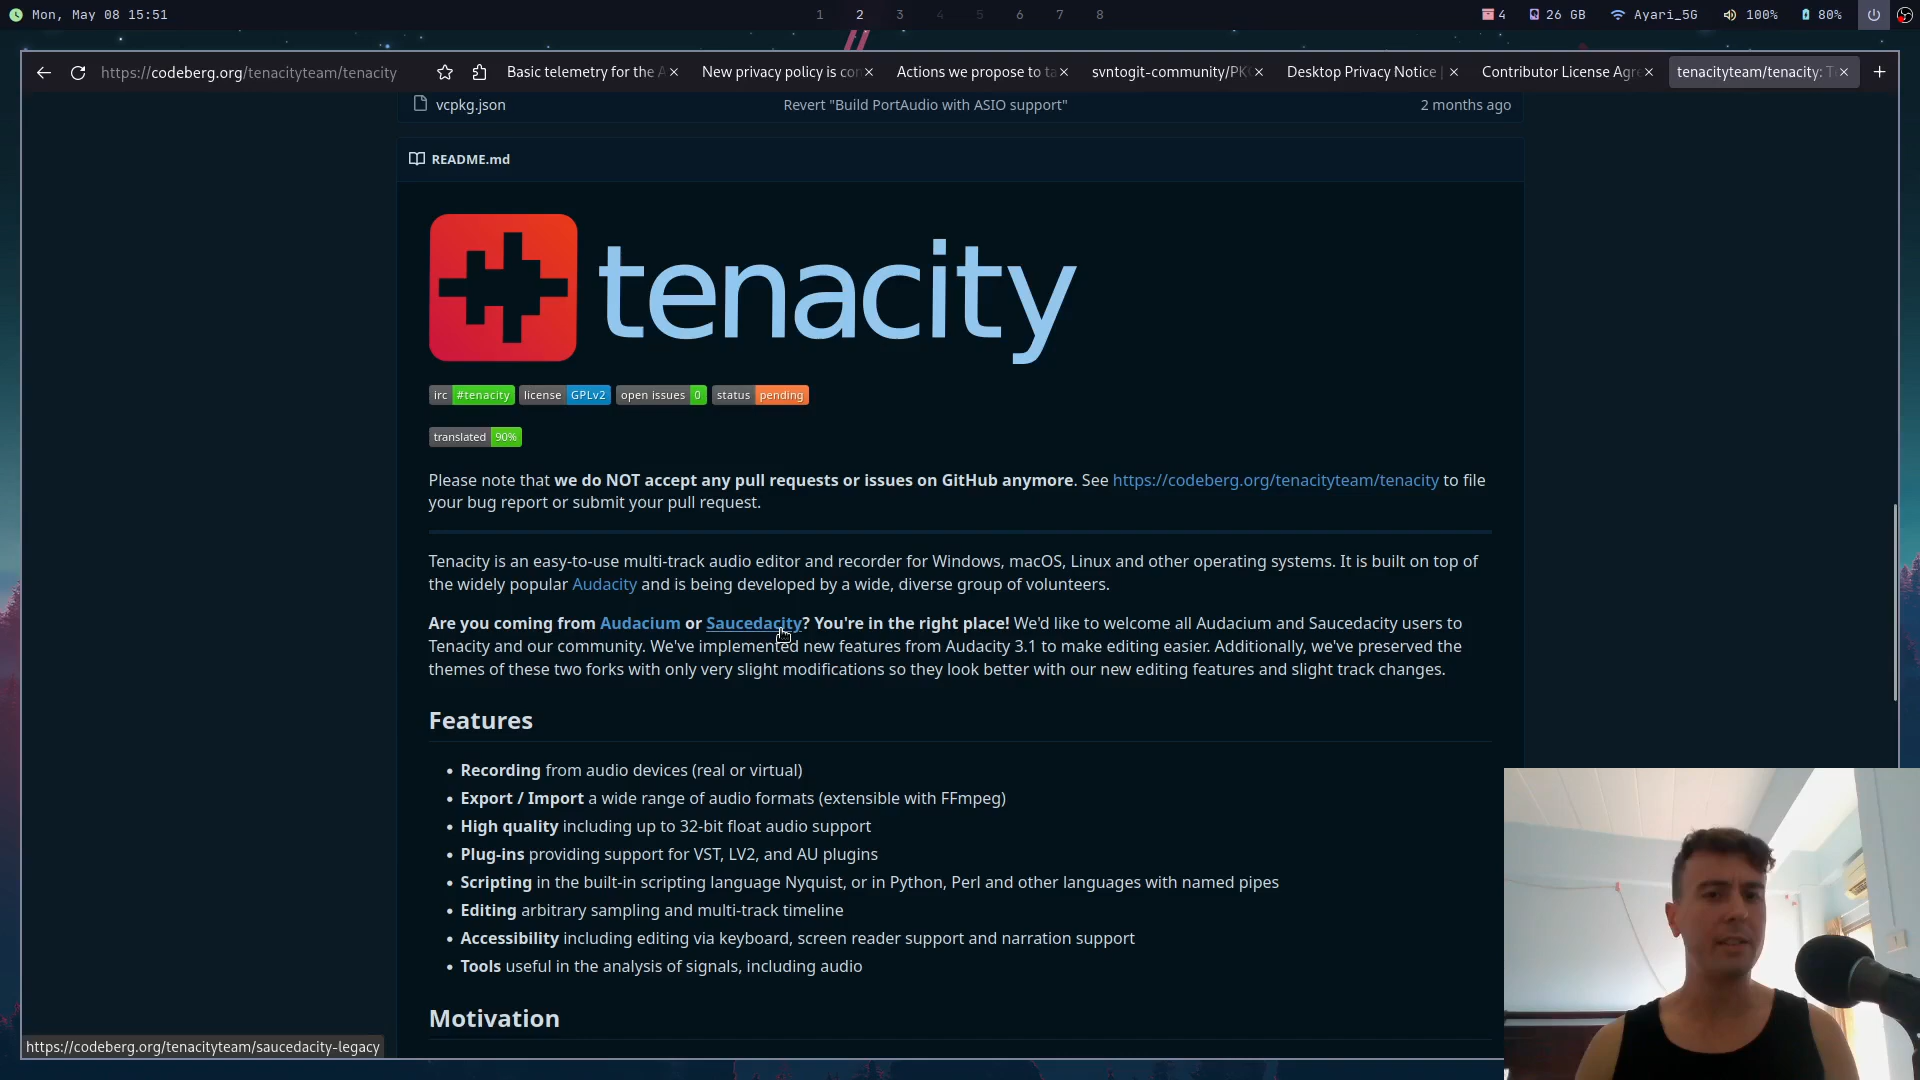 Mon, May 08 15:51
1 2 3 4 5 6 7 8
4 26 GB Ayari_5G 100% 80%
https://codeberg.org/tenacityteam/tenacity
Basic telemetry for the A
New privacy policy is con
Actions we propose to ta
svntogit-community/PK
Desktop Privacy Notice |
Contributor License Agre
tenacityteam/tenacity: T
vcpkg.json Revert "Build PortAudio with ASIO support" 2 months ago
README.md
tenacity
irc #tenacity license GPLv2 open issues 0 status pending
translated 90%
Please note that we do NOT accept any pull requests or issues on GitHub anymore. See https://codeberg.org/tenacityteam/tenacity to file
your bug report or submit your pull request.
Tenacity is an easy-to-use multi-track audio editor and recorder for Windows, macOS, Linux and other operating systems. It is built on top of
the widely popular Audacity and is being developed by a wide, diverse group of volunteers.
Are you coming from Audacium or Saucedacity? You're in the right place! We'd like to welcome all Audacium and Saucedacity users to
Tenacity and our community. We've implemented new features from Audacity 3.1 to make editing easier. Additionally, we've preserved the
themes of these two forks with only very slight modifications so they look better with our new editing features and slight track changes.
Features
• Recording from audio devices (real or virtual)
• Export / Import a wide range of audio formats (extensible with FFmpeg)
• High quality including up to 32-bit float audio support
• Plug-ins providing support for VST, LV2, and AU plugins
• Scripting in the built-in scripting language Nyquist, or in Python, Perl and other languages with named pipes
• Editing arbitrary sampling and multi-track timeline
• Accessibility including editing via keyboard, screen reader support and narration support
• Tools useful in the analysis of signals, including audio
Motivation
https://codeberg.org/tenacityteam/saucedacity-legacy